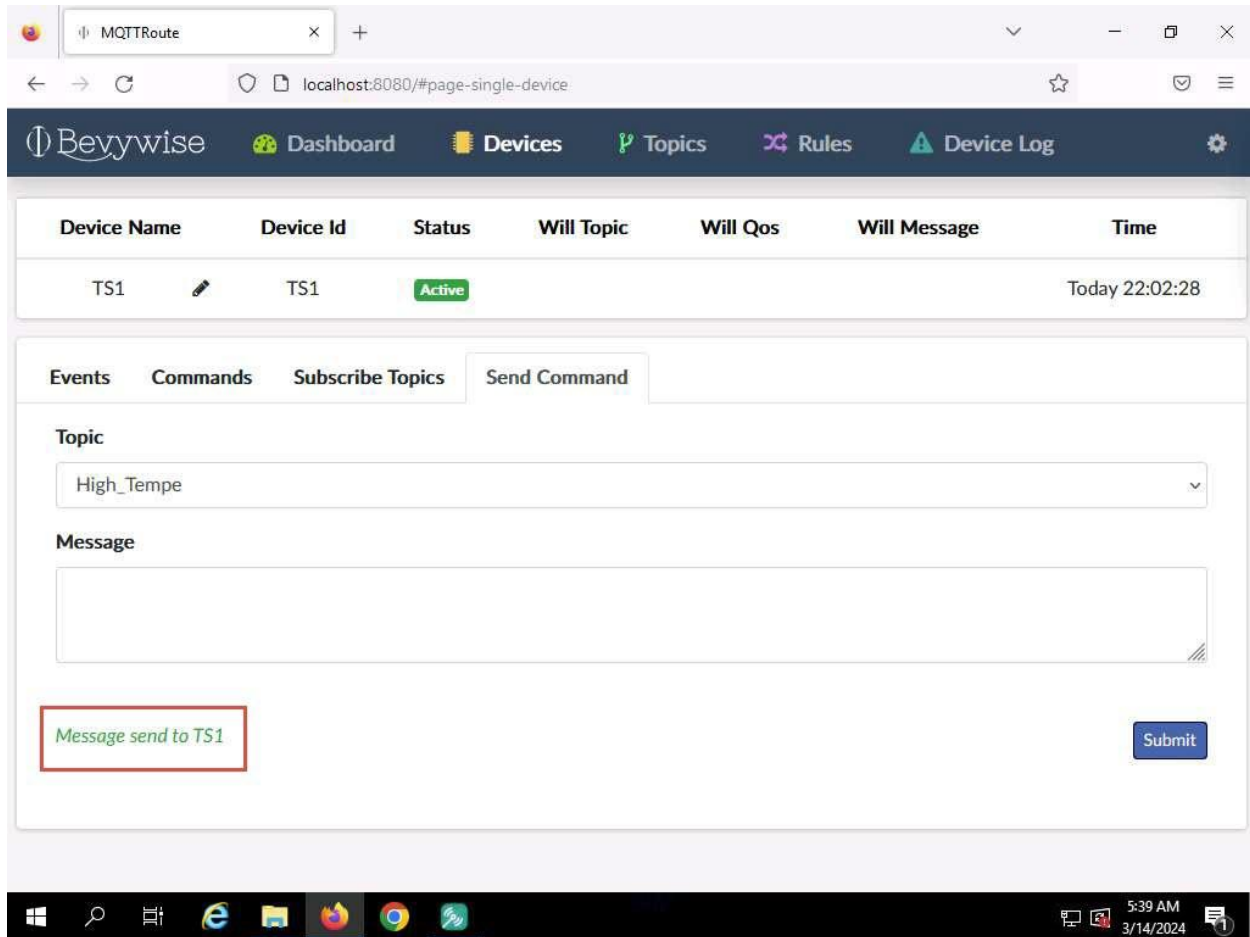 MQTTRoute
localhost:8080/#page-single-device
Bevywise Dashboard Devices Topics Rules Device Log
Device Name Device Id Status Will Topic Will Qos Will Message Time
TS1 TS1 Active Today 22:02:28
Events Commands Subscribe Topics Send Command
Topic
High_Tempe
Message
Message send to TS1
Submit
5:39 AM
3/14/2024
1